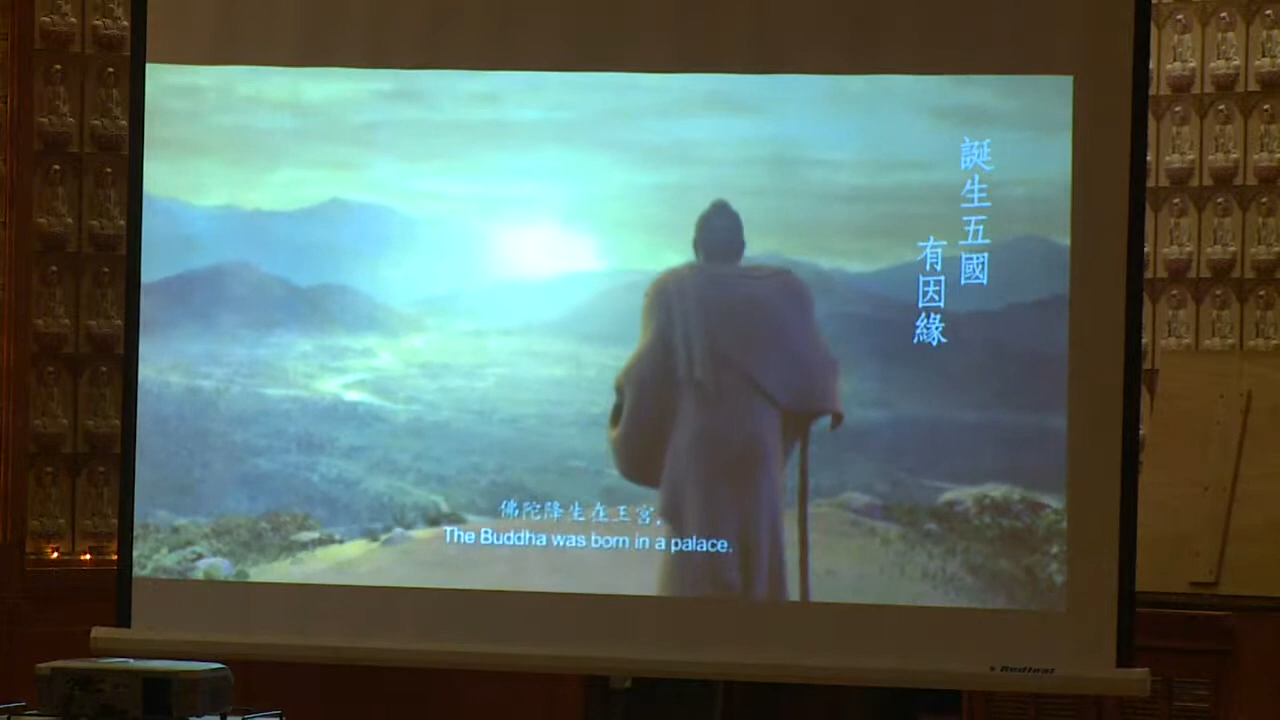 誕生五國
有因緣
佛陀降生在王宮,
The Buddha was born in a palace.
Redleaf